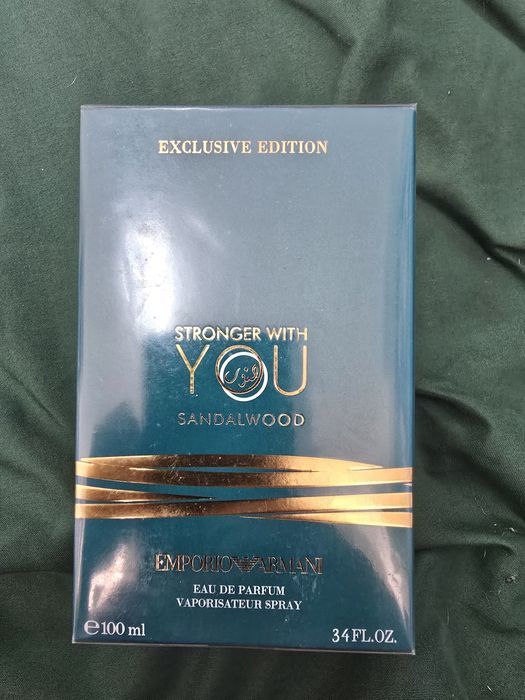 EXCLUSIVE EDITION
STRONGER WITH
YOU
SANDALWOOD
EMPORIO ARMANI
EAU DE PARFUM
VAPORISATEUR SPRAY
℮100 ml 3.4 FL.OZ.